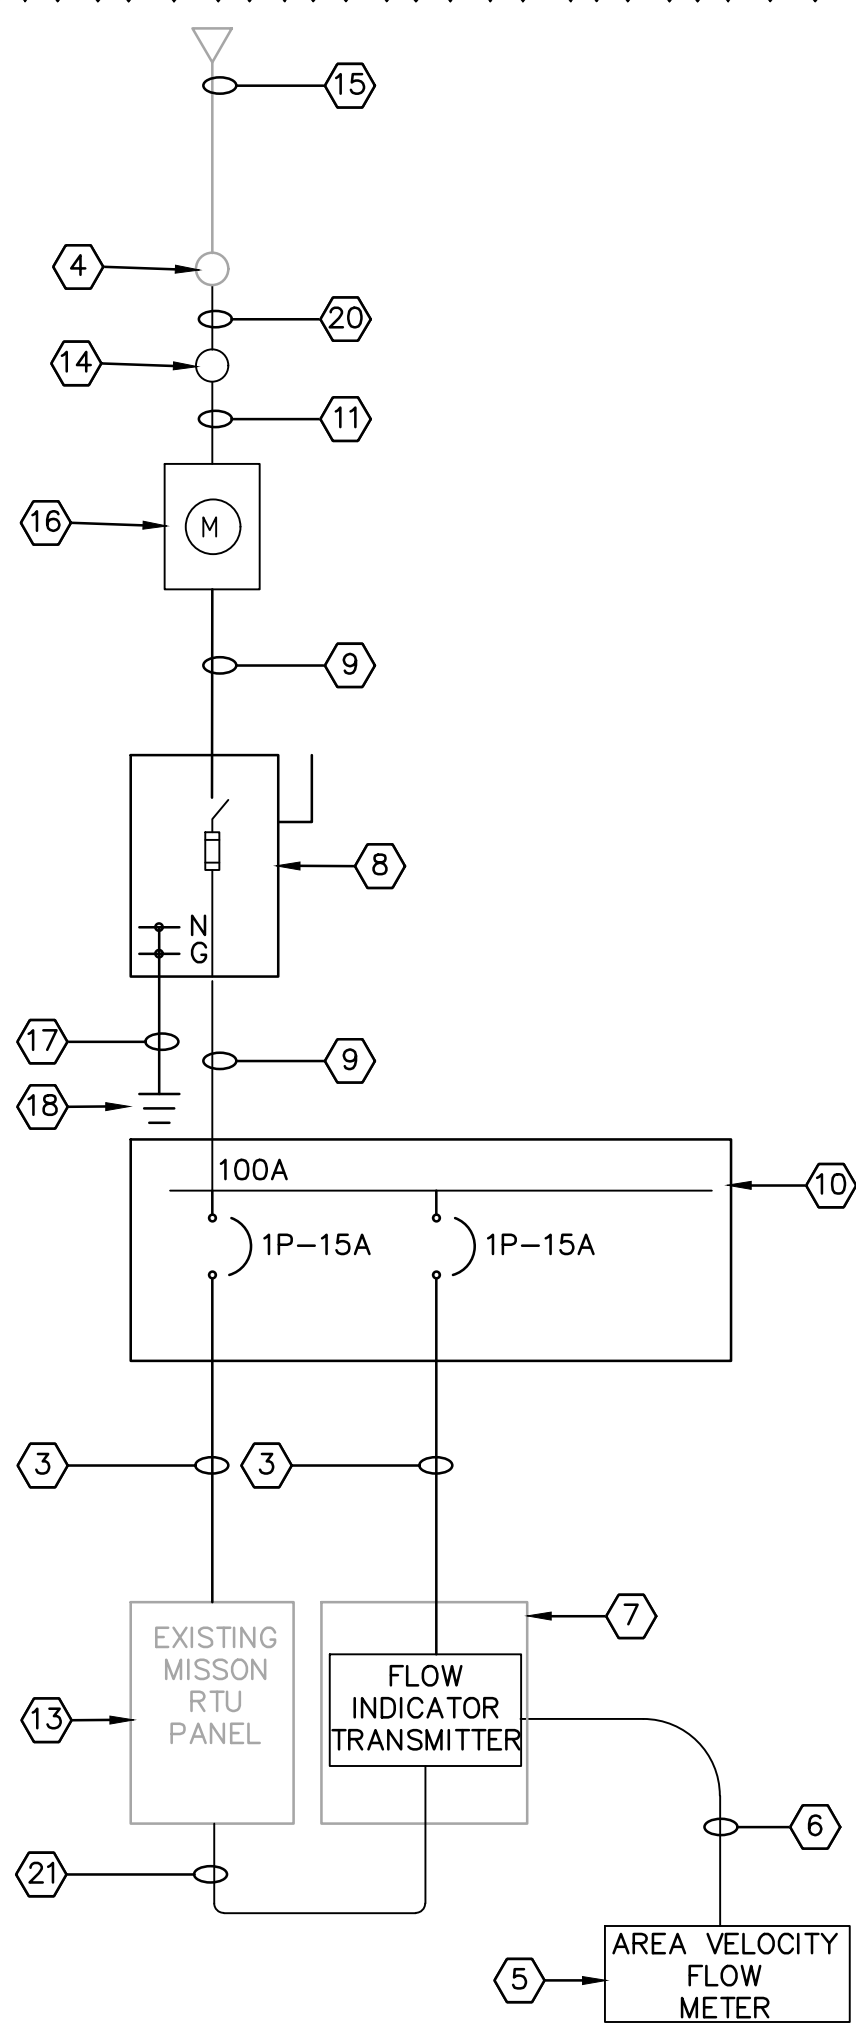 15
4
20
14
11
16
M
9
8
N
G
17
9
18
100A
10
1P-15A
1P-15A
3
3
7
EXISTING
MISSON
RTU
PANEL
FLOW
INDICATOR
TRANSMITTER
13
6
21
AREA VELOCITY
FLOW
METER
5